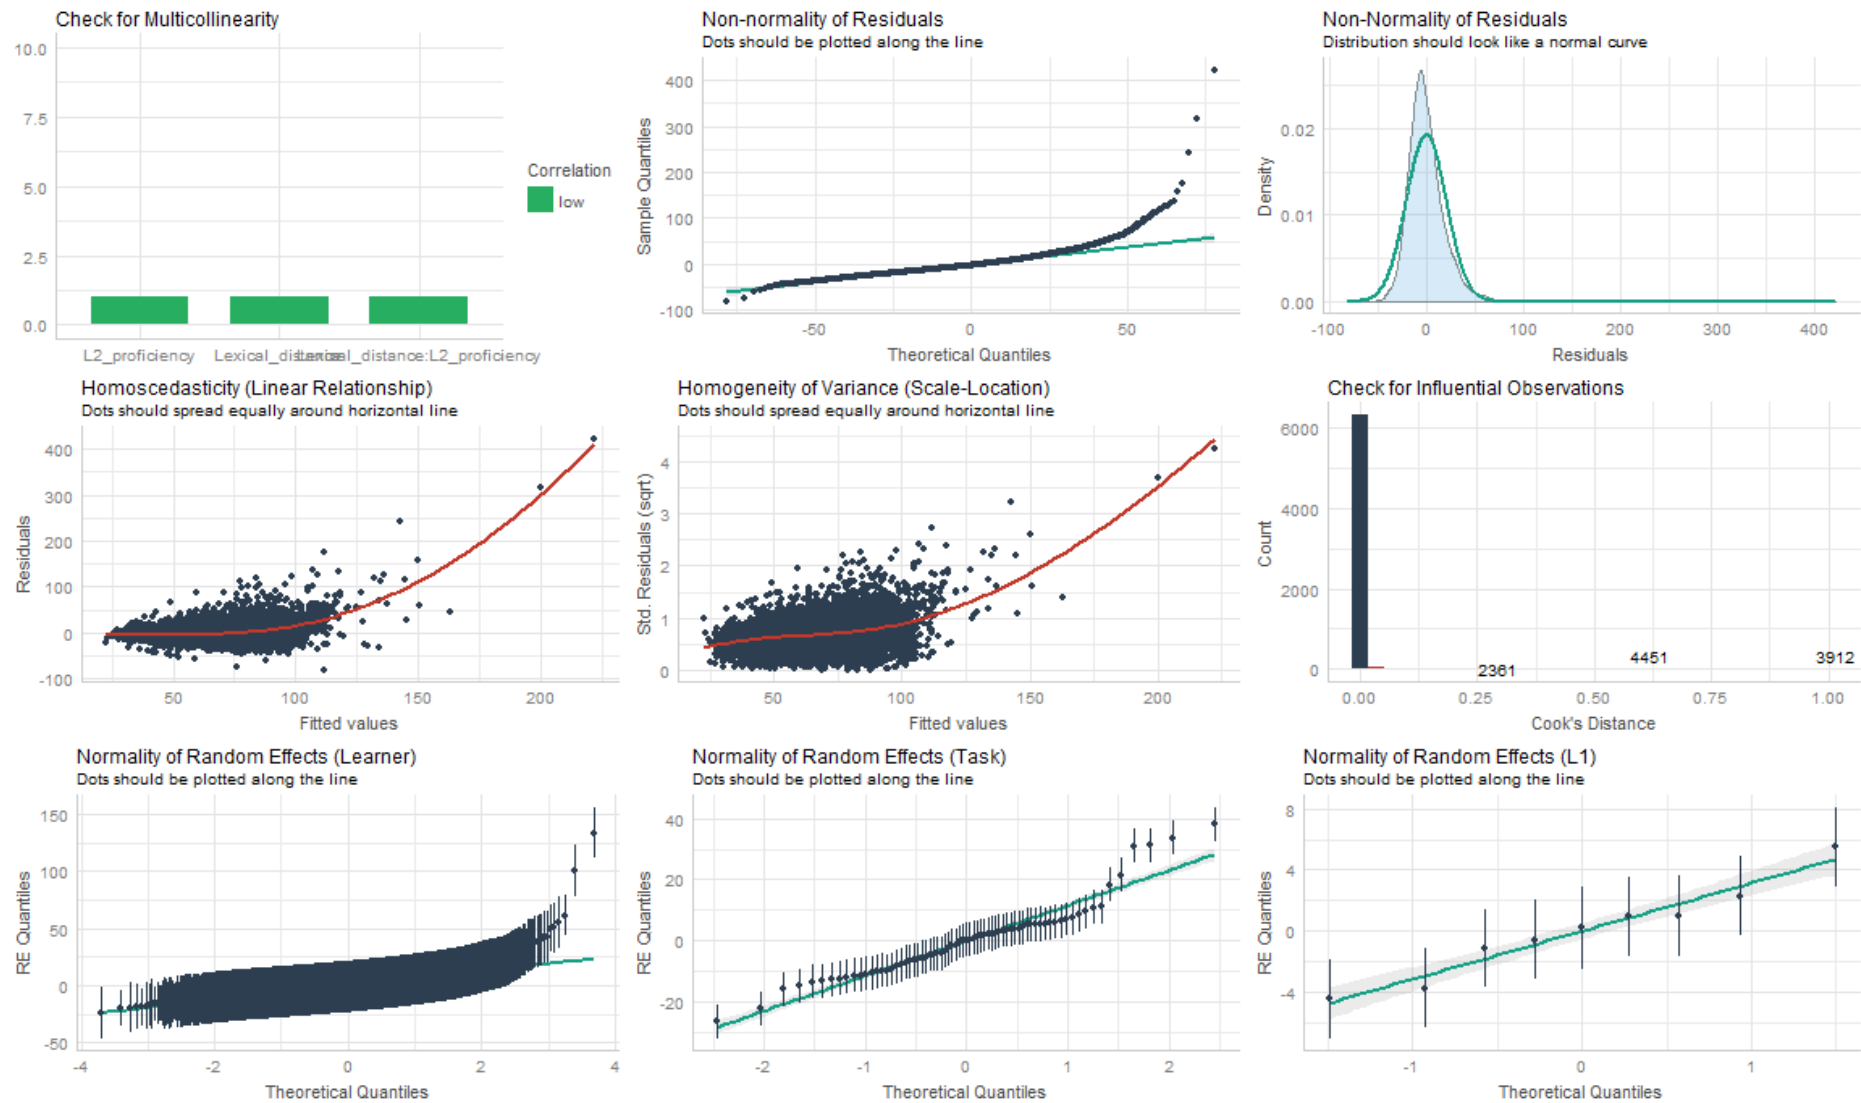 Check for Multicollinearity
10.0
7.5
5.0
2.5
0.0
L2_proficiency
Lexical_distance
Lexical_distance:L2_proficiency
Correlation
low
Non-normality of Residuals
Dots should be plotted along the line
Sample Quantiles
400
300
200
100
0
-100
-50
0
50
Theoretical Quantiles
Non-Normality of Residuals
Distribution should look like a normal curve
Density
0.02
0.01
0.00
-100
0
100
200
300
400
Residuals
Homoscedasticity (Linear Relationship)
Dots should spread equally around horizontal line
Residuals
400
300
200
100
0
-100
50
100
150
200
Fitted values
Homogeneity of Variance (Scale-Location)
Dots should spread equally around horizontal line
Std. Residuals (sqrt)
4
3
2
1
0
50
100
150
200
Fitted values
Check for Influential Observations
Count
6000
4000
2000
0
2361
4451
3912
0.00
0.25
0.50
0.75
1.00
Cook's Distance
Normality of Random Effects (Learner)
Dots should be plotted along the line
RE Quantiles
150
100
50
0
-50
-4
-2
0
2
4
Theoretical Quantiles
Normality of Random Effects (Task)
Dots should be plotted along the line
RE Quantiles
40
20
0
-20
-2
-1
0
1
2
Theoretical Quantiles
Normality of Random Effects (L1)
Dots should be plotted along the line
RE Quantiles
8
4
0
-4
-1
0
1
Theoretical Quantiles